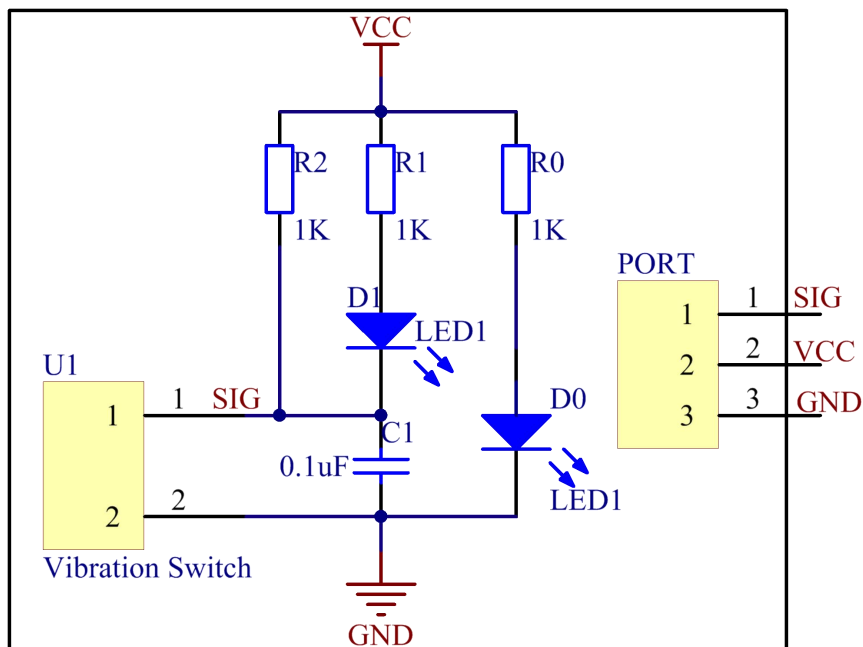 VCC
R2
R1
R0
1K
1K
1K
PORT
D1
LED1
1
1
SIG
2
2
VCC
3
3
GND
U1
1
1
SIG
C1
D0
0.1uF
2
2
LED1
Vibration Switch
GND